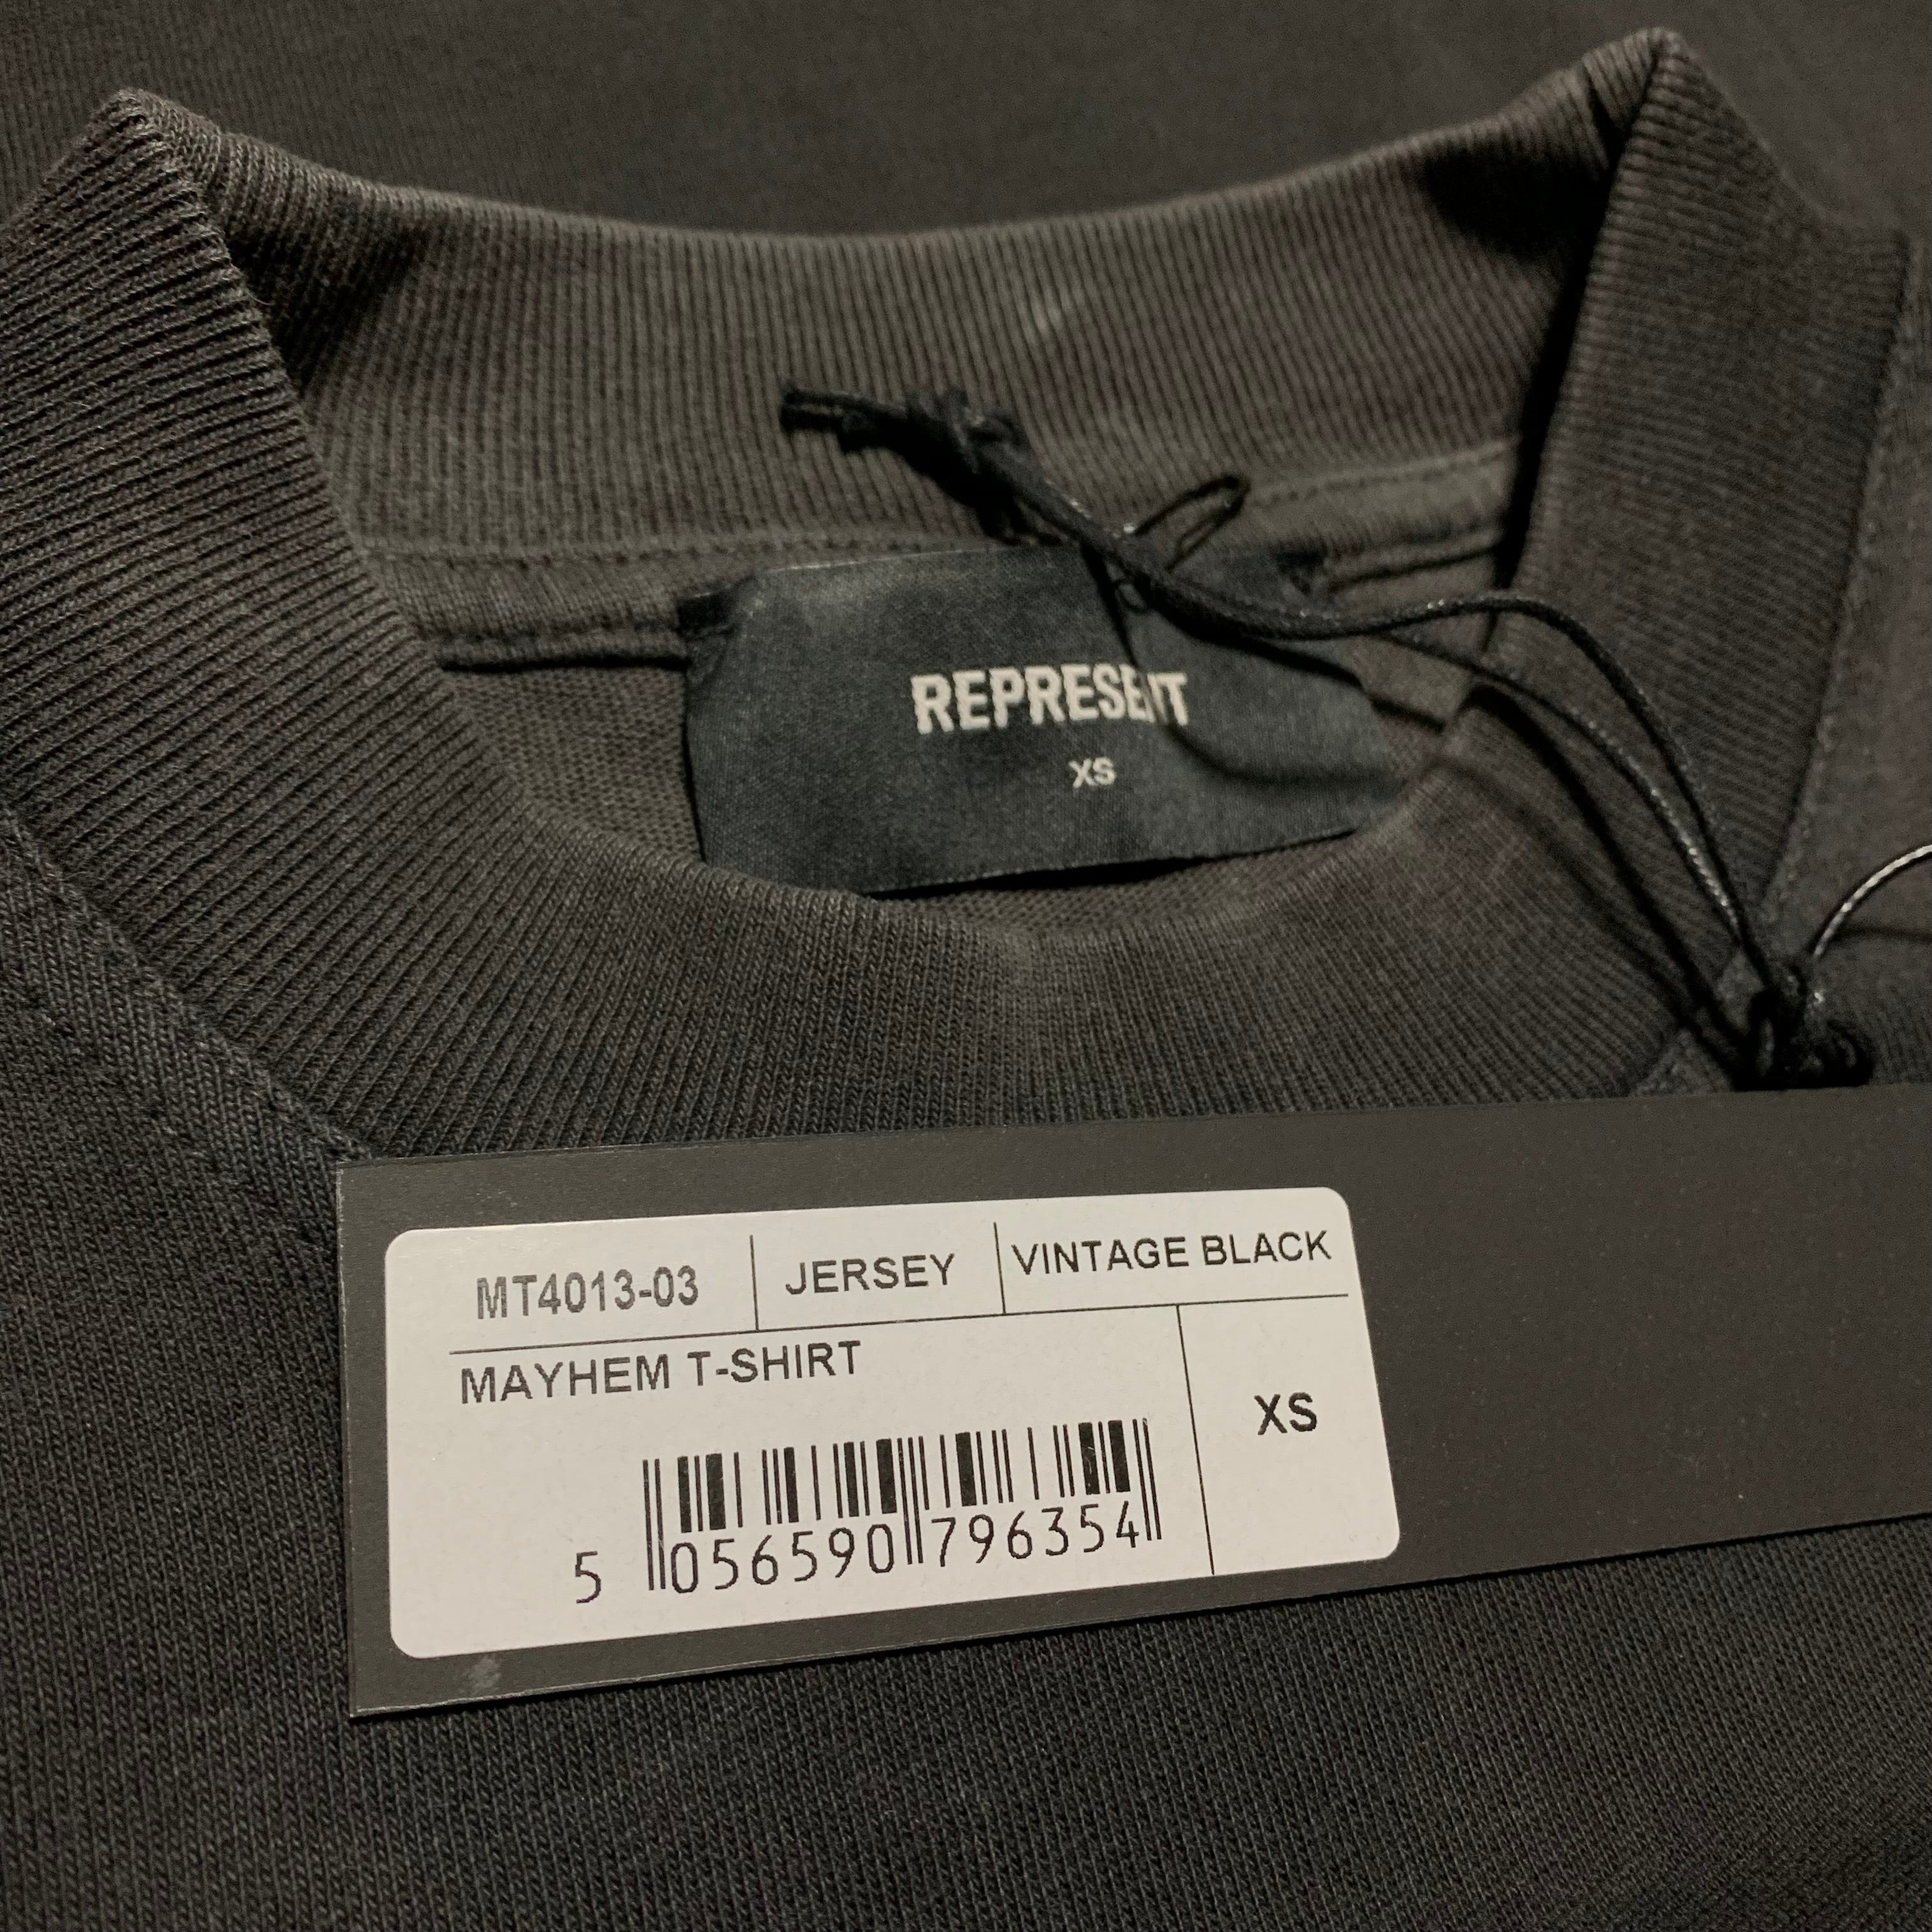 REPRESENT
XS
MT4013-03 JERSEY VINTAGE BLACK
MAYHEM T-SHIRT
XS
5 056590 796354